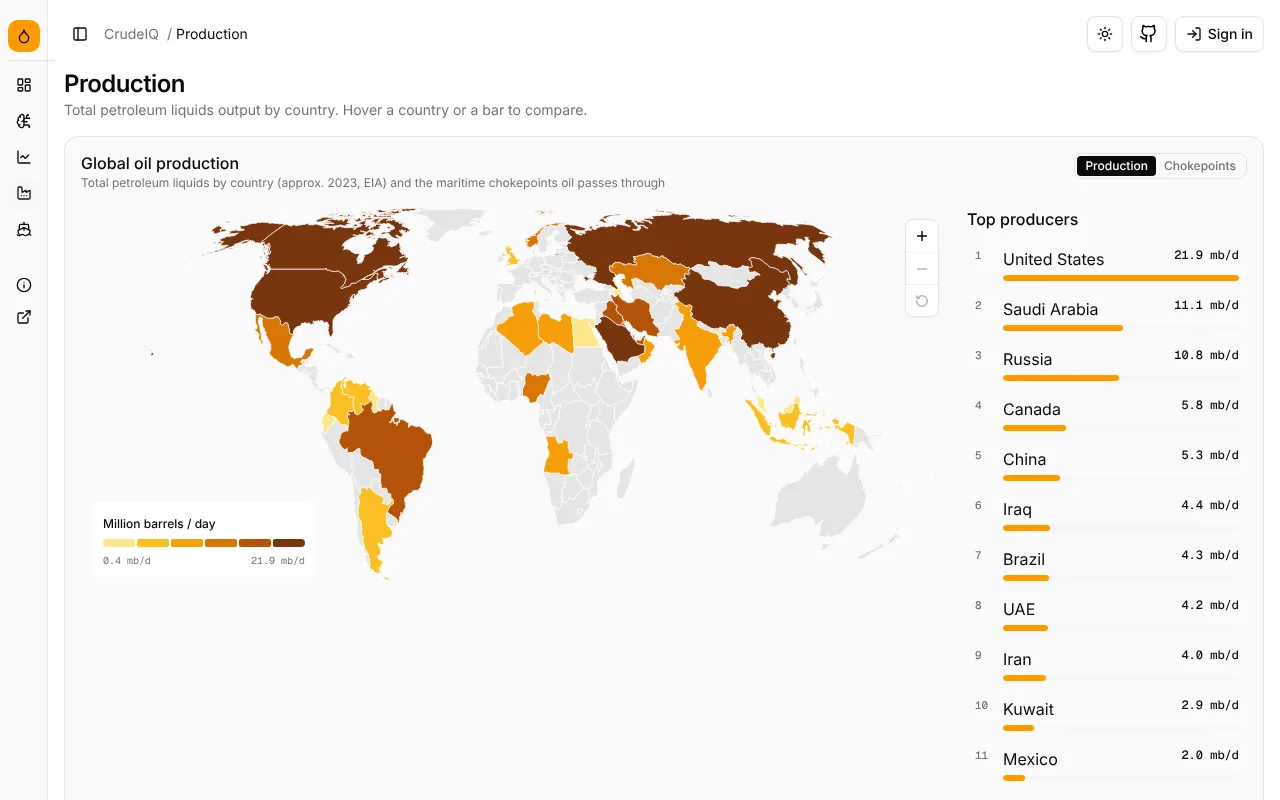 CrudeIQ / Production
Sign in
Production
Total petroleum liquids output by country. Hover a country or a bar to compare.
Global oil production
Total petroleum liquids by country (approx. 2023, EIA) and the maritime chokepoints oil passes through
Production Chokepoints
Million barrels / day
0.4 mb/d 21.9 mb/d
Top producers
1 United States 21.9 mb/d
2 Saudi Arabia 11.1 mb/d
3 Russia 10.8 mb/d
4 Canada 5.8 mb/d
5 China 5.3 mb/d
6 Iraq 4.4 mb/d
7 Brazil 4.3 mb/d
8 UAE 4.2 mb/d
9 Iran 4.0 mb/d
10 Kuwait 2.9 mb/d
11 Mexico 2.0 mb/d